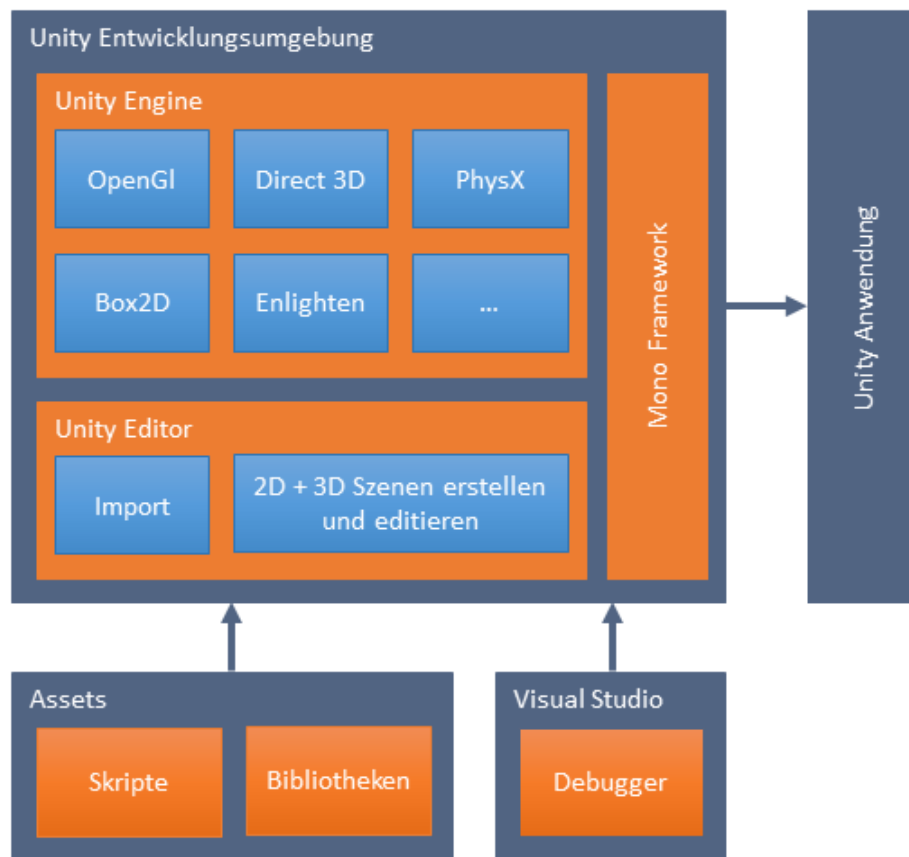 Unity Entwicklungsumgebung
Unity Engine
OpenGl
Direct 3D
PhysX
Box2D
Enlighten
...
Unity Editor
Import
2D + 3D Szenen erstellen
und editieren
Mono Framework
Unity Anwendung
Assets
Skripte
Bibliotheken
Visual Studio
Debugger